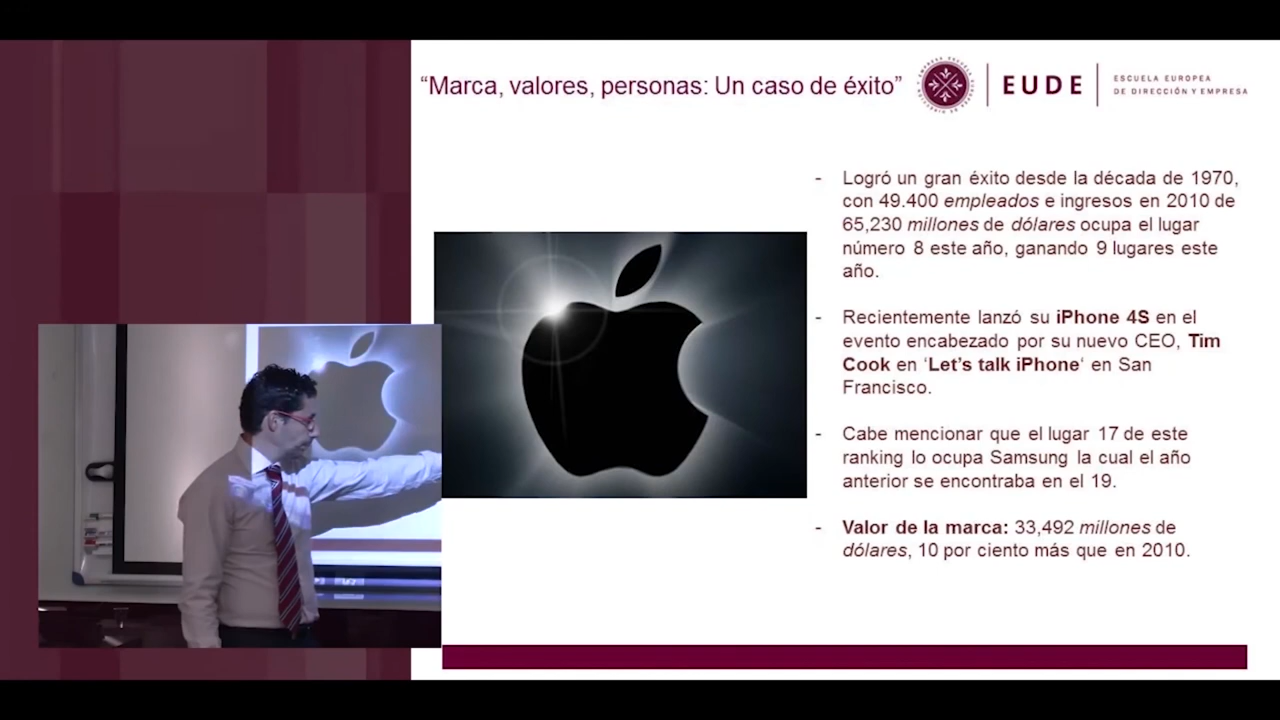 “Marca, valores, personas: Un caso de éxito”
EUDE
ESCUELA EUROPEA
DE DIRECCIÓN Y EMPRESA
- Logró un gran éxito desde la década de 1970,
con 49.400 empleados e ingresos en 2010 de
65,230 millones de dólares ocupa el lugar
número 8 este año, ganando 9 lugares este
año.
- Recientemente lanzó su iPhone 4S en el
evento encabezado por su nuevo CEO, Tim
Cook en ‘Let’s talk iPhone‘ en San
Francisco.
- Cabe mencionar que el lugar 17 de este
ranking lo ocupa Samsung la cual el año
anterior se encontraba en el 19.
- Valor de la marca: 33,492 millones de
dólares, 10 por ciento más que en 2010.